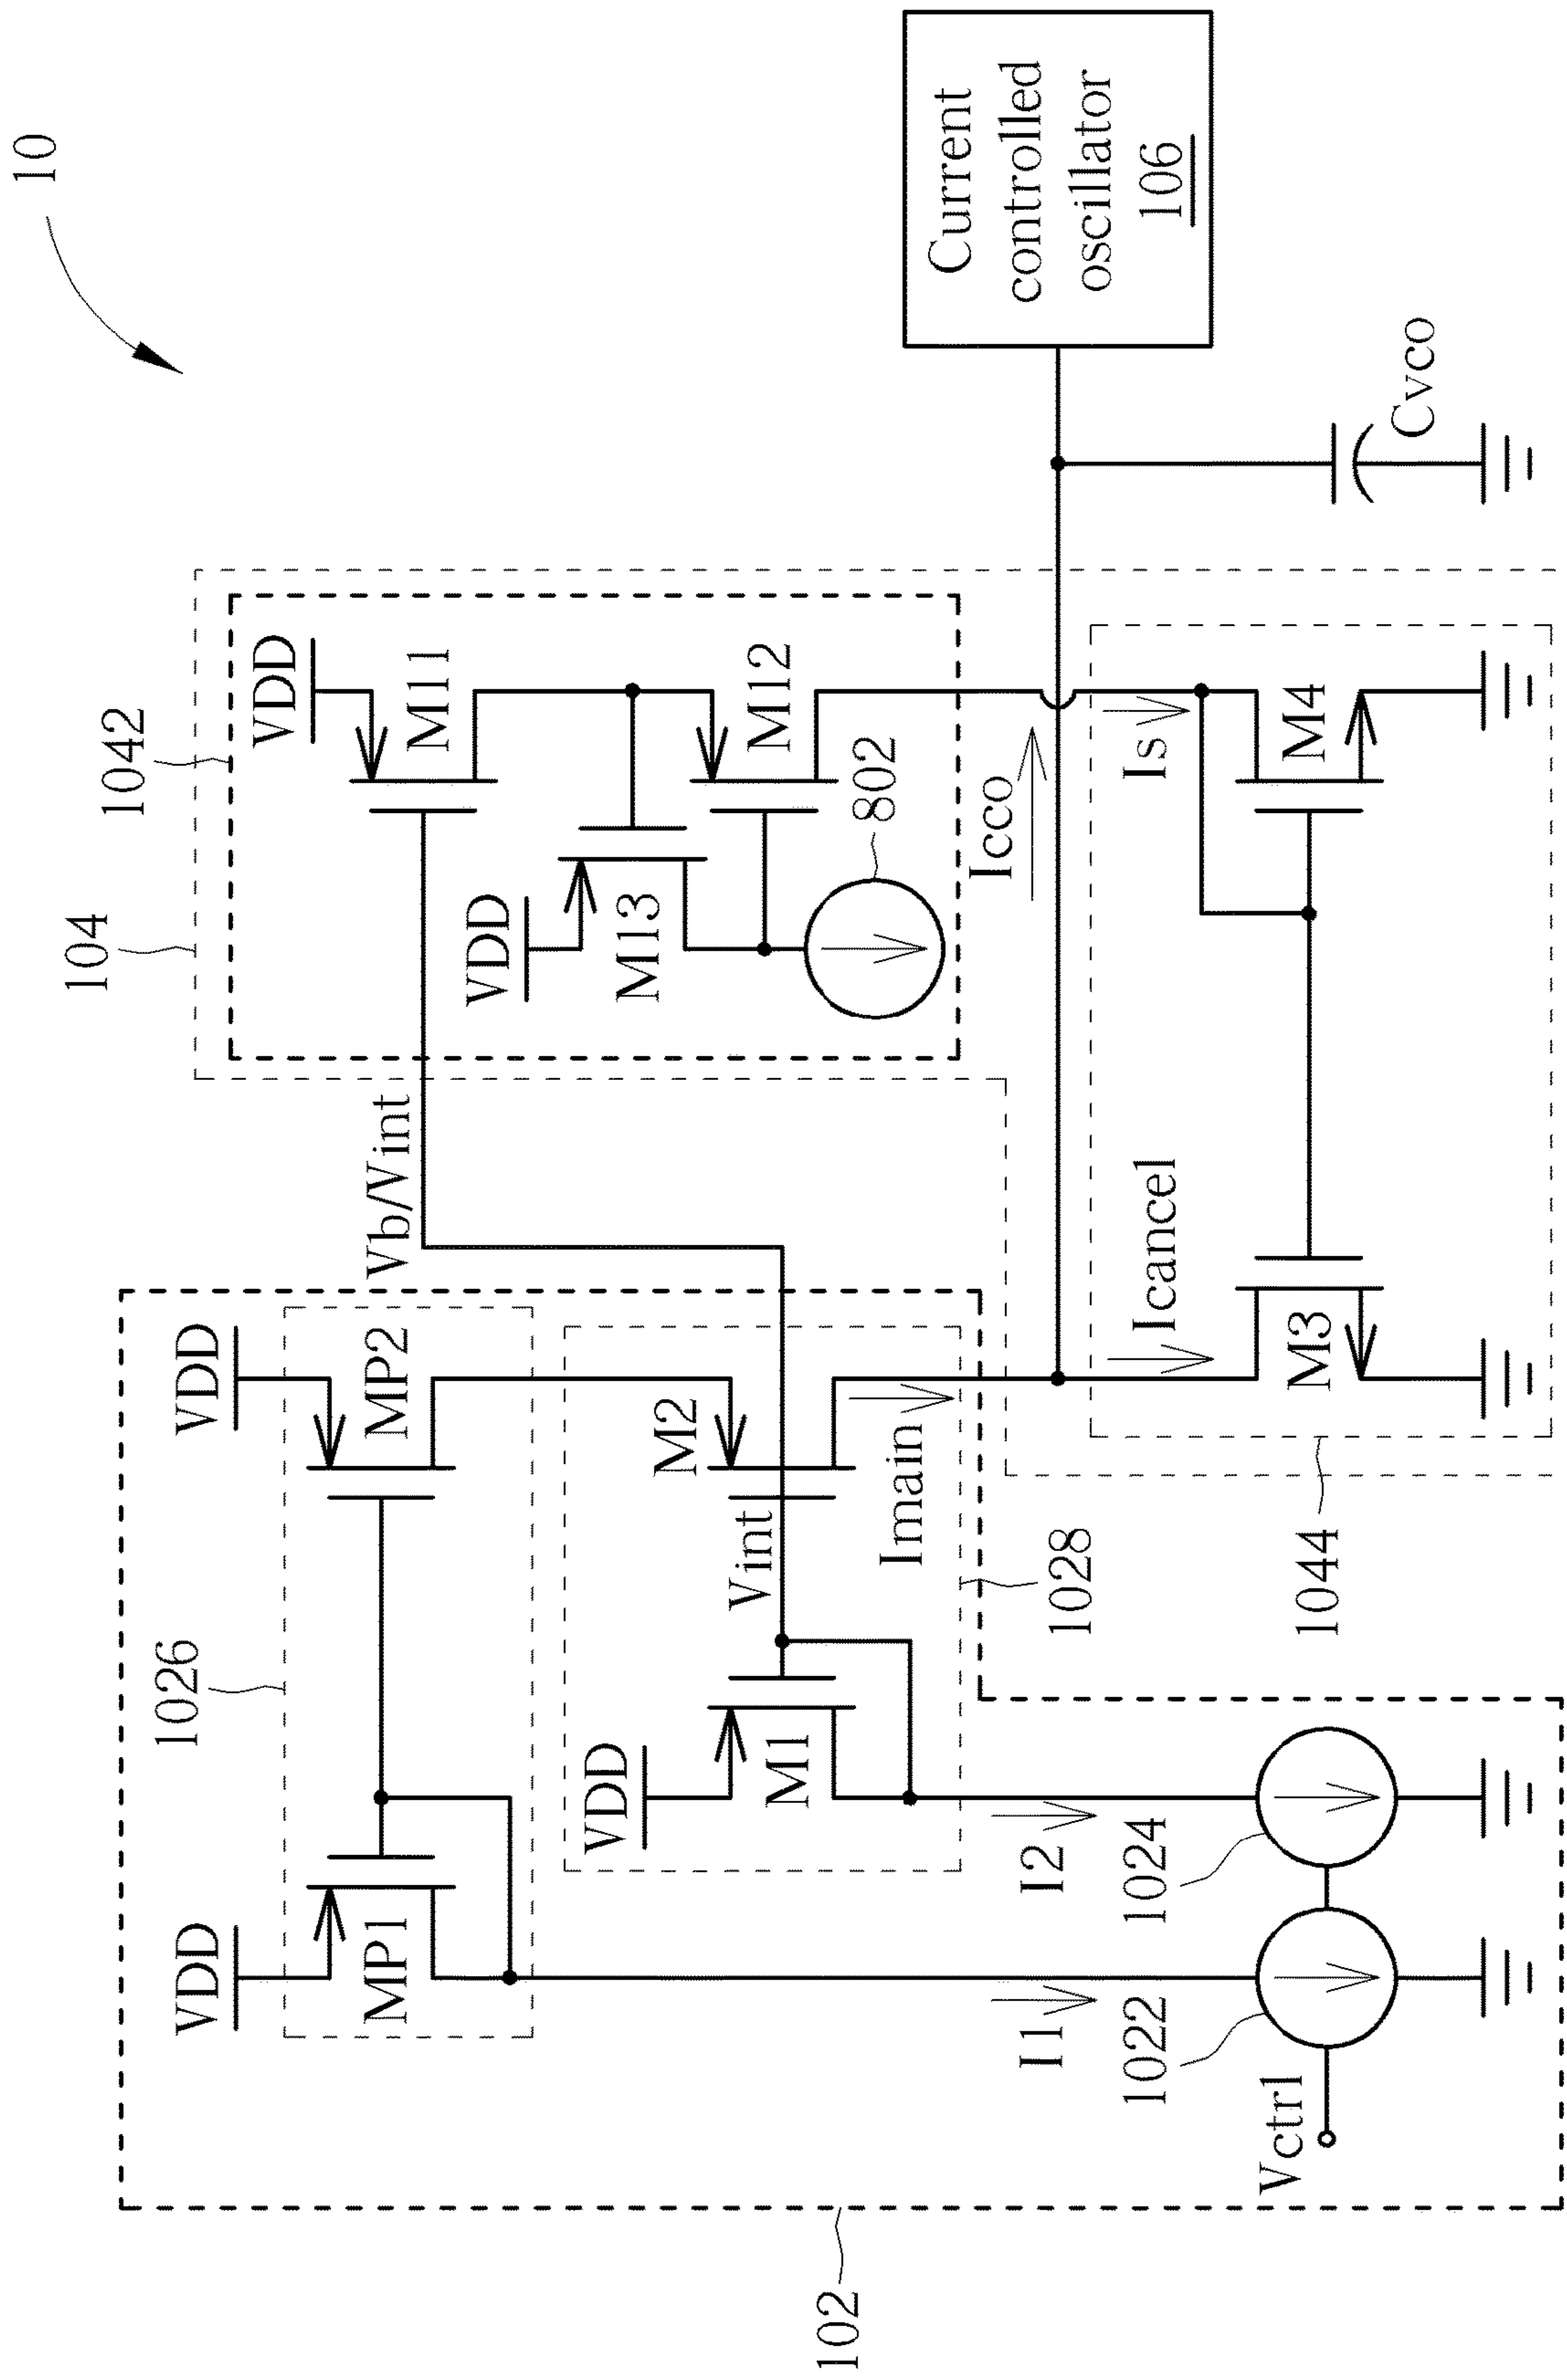 10
104
1042
VDD
M11
VDD
M13
M12
802
Vb/Vint
102
1026
VDD
MP1
VDD
MP2
VDD
M1
Vint
M2
Imain
1028
I1
I2
1022
1024
Vctrl
Icco
Is
Icancel
M3
M4
1044
Cvco
Current
controlled
oscillator
106